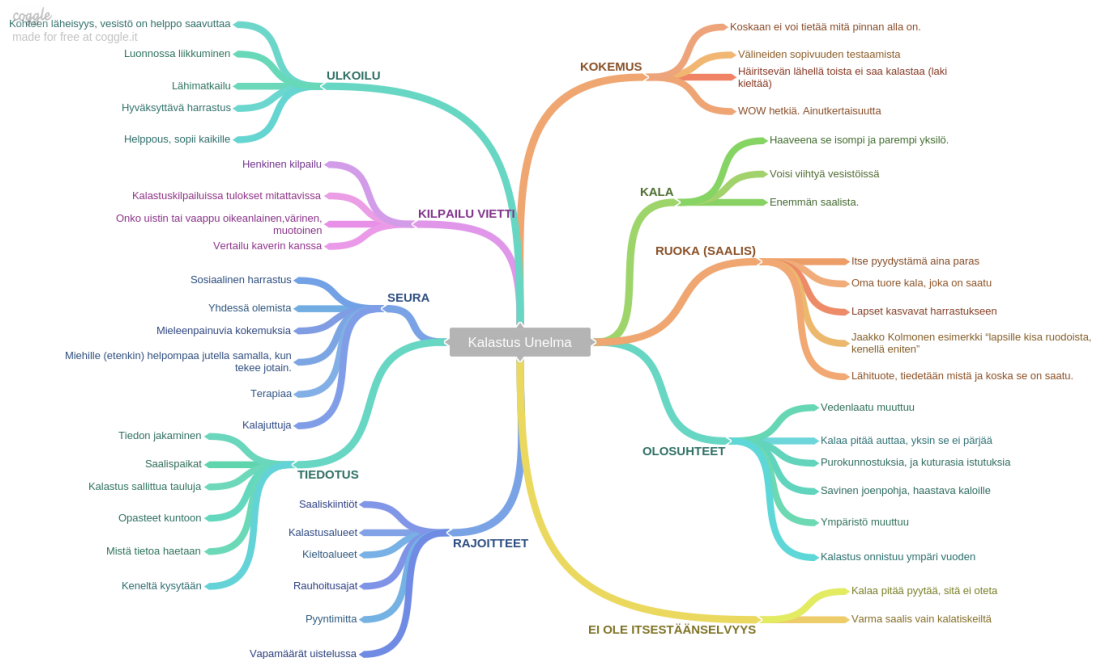 coggle
made for free at coggle.it
Kalastus Unelma
ULKOILU
Kohteen läheisyys, vesistö on helppo saavuttaa
Luonnossa liikkuminen
Lähimatkailu
Hyväksyttävä harrastus
Helppous, sopii kaikille
KILPAILU VIETTI
Henkinen kilpailu
Kalastuskilpailuissa tulokset mitattavissa
Onko uistin tai vaappu oikeanlainen,värinen,
muotoinen
Vertailu kaverin kanssa
SEURA
Sosiaalinen harrastus
Yhdessä olemista
Mieleenpainuvia kokemuksia
Miehille (etenkin) helpompaa jutella samalla, kun
tekee jotain.
Terapiaa
Kalajuttuja
TIEDOTUS
Tiedon jakaminen
Saalispaikat
Kalastus sallittua tauluja
Opasteet kuntoon
Mistä tietoa haetaan
Keneltä kysytään
RAJOITTEET
Saaliskiintiöt
Kalastusalueet
Kieltoalueet
Rauhoitusajat
Pyyntimitta
Vapamäärät uistelussa
KOKEMUS
Koskaan ei voi tietää mitä pinnan alla on.
Välineiden sopivuuden testaamista
Häiritsevän lähellä toista ei saa kalastaa (laki
kieltää)
WOW hetkiä. Ainutkertaisuutta
KALA
Haaveena se isompi ja parempi yksilö.
Voisi viihtyä vesistöissä
Enemmän saalista.
RUOKA (SAALIS)
Itse pyydystämä aina paras
Oma tuore kala, joka on saatu
Lapset kasvavat harrastukseen
Jaakko Kolmonen esimerkki “lapsille kisa ruodoista,
kenellä eniten”
Lähituote, tiedetään mistä ja koska se on saatu.
OLOSUHTEET
Vedenlaatu muuttuu
Kalaa pitää auttaa, yksin se ei pärjää
Purokunnostuksia, ja kuturasia istutuksia
Savinen joenpohja, haastava kaloille
Ympäristö muuttuu
Kalastus onnistuu ympäri vuoden
EI OLE ITSESTÄÄNSELVYYS
Kalaa pitää pyytää, sitä ei oteta
Varma saalis vain kalatiskeiltä